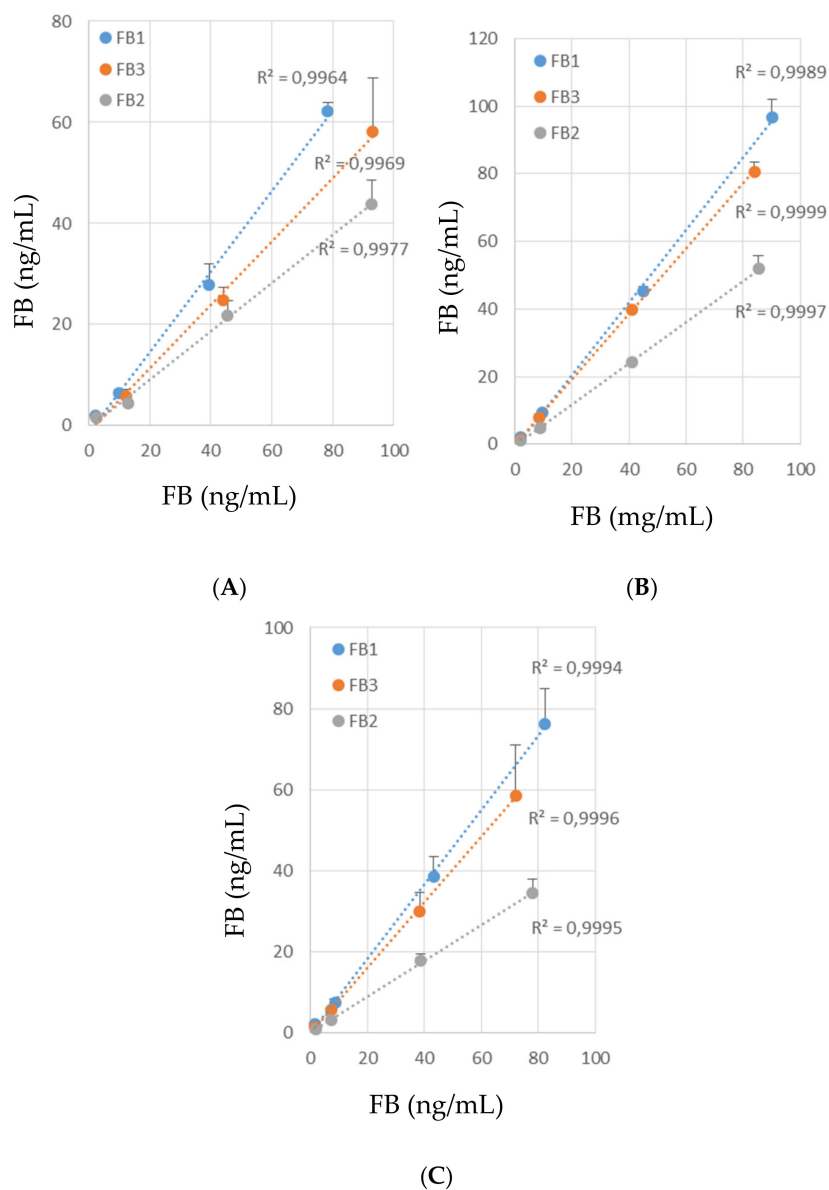 80
60
40
20
0
0 20 40 60 80 100
FB1
FB3
FB2
R² = 0,9964
R² = 0,9969
R² = 0,9977
FB (ng/mL)
FB (ng/mL)
(A)
120
100
80
60
40
20
0
0 20 40 60 80 100
FB1
FB3
FB2
R² = 0,9989
R² = 0,9999
R² = 0,9997
FB (ng/mL)
FB (mg/mL)
(B)
100
80
60
40
20
0
0 20 40 60 80 100
FB1
FB3
FB2
R² = 0,9994
R² = 0,9996
R² = 0,9995
FB (ng/mL)
FB (ng/mL)
(C)